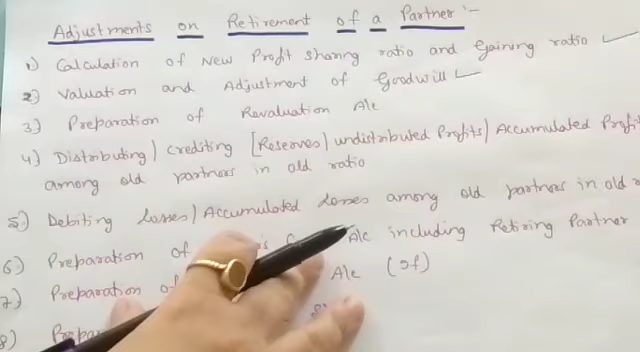 Adjustments on Retirement of a Partner :-
1) Calculation of New Profit Sharing ratio and Gaining ratio
2) Valuation and Adjustment of Goodwill
3) Preparation of Revaluation A/c
4) Distributing / crediting [Reserves / undistributed Profits / Accumulated
among old partners in old ratio
5) Debiting Losses / Accumulated Losses among old partners in old
6) Preparation of A/c including Retiring Partner
7) Preparation of A/c (If)
8)